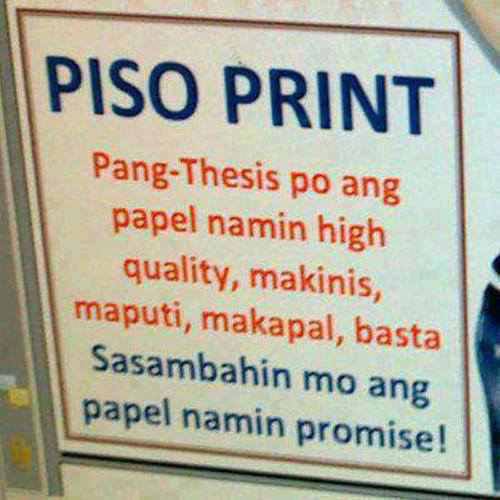 PISO PRINT
Pang-Thesis po ang
papel namin high
quality, makinis,
maputi, makapal, basta
Sasambahin mo ang
papel namin promise!